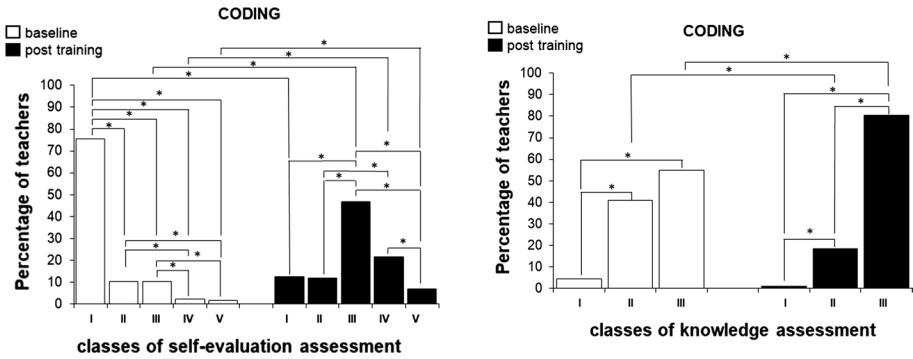 CODING
baseline
post training
Percentage of teachers
100
90
80
70
60
50
40
30
20
10
0
* * * * * * * * * * * * * * * * * *
I II III IV V I II III IV V
classes of self-evaluation assessment
CODING
baseline
post training
Percentage of teachers
100
90
80
70
60
50
40
30
20
10
0
* * * * * * *
I II III I II III
classes of knowledge assessment